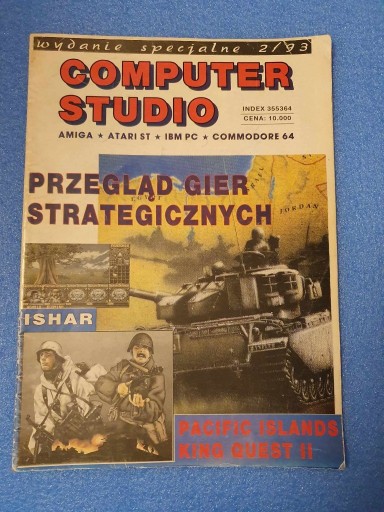 wydanie specjalne 2/93
COMPUTER
STUDIO
INDEX 355364
CENA: 10.000
AMIGA ★ ATARI ST ★ IBM PC ★ COMMODORE 64
PRZEGLĄD GIER
STRATEGICZNYCH
JORDAN
ISHAR
PACIFIC ISLANDS
KING QUEST II